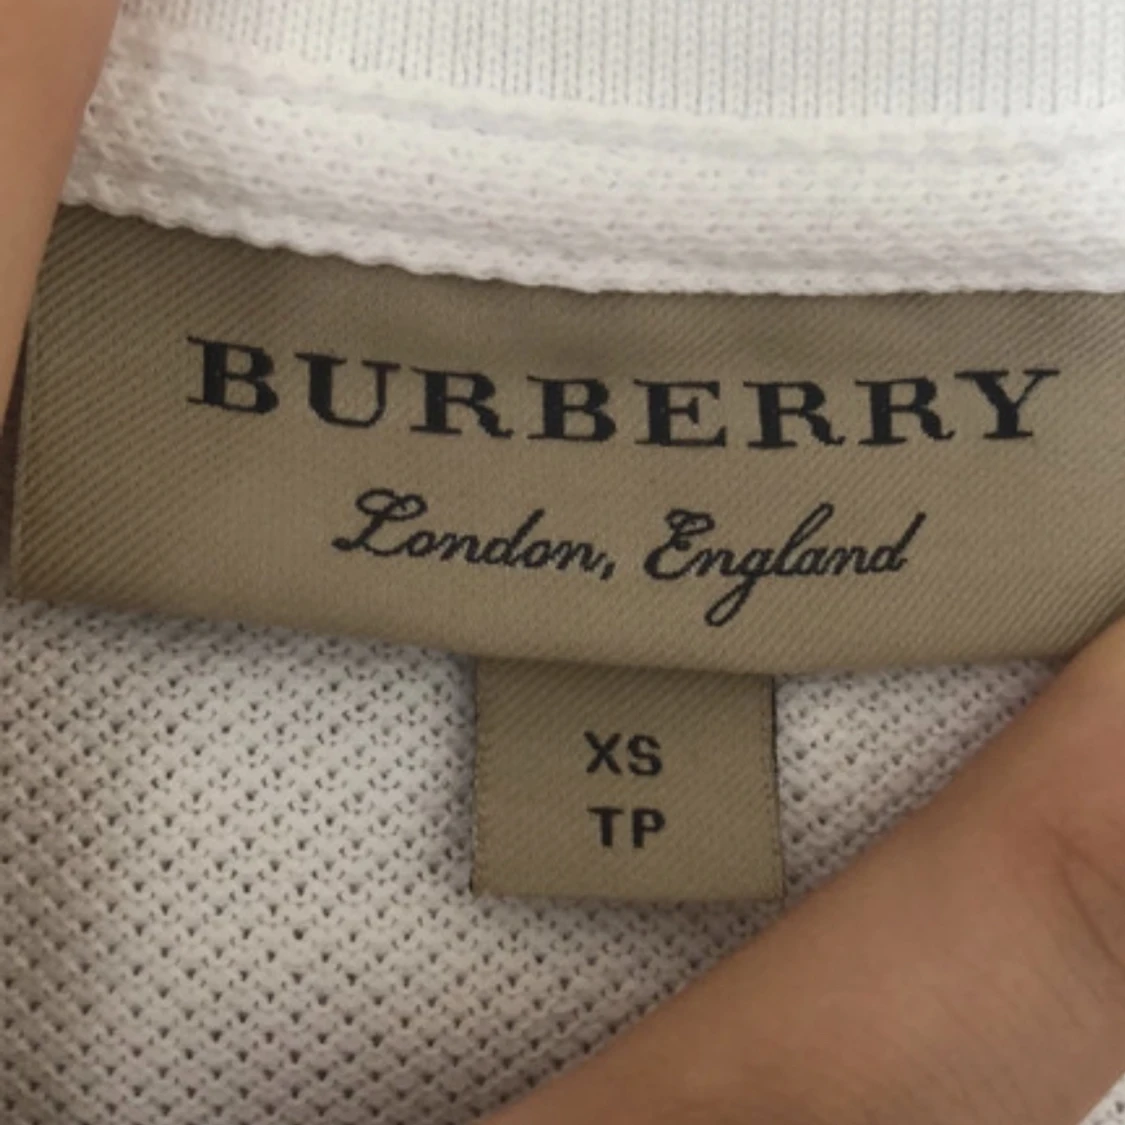 BURBERRY
London, England
XS
TP